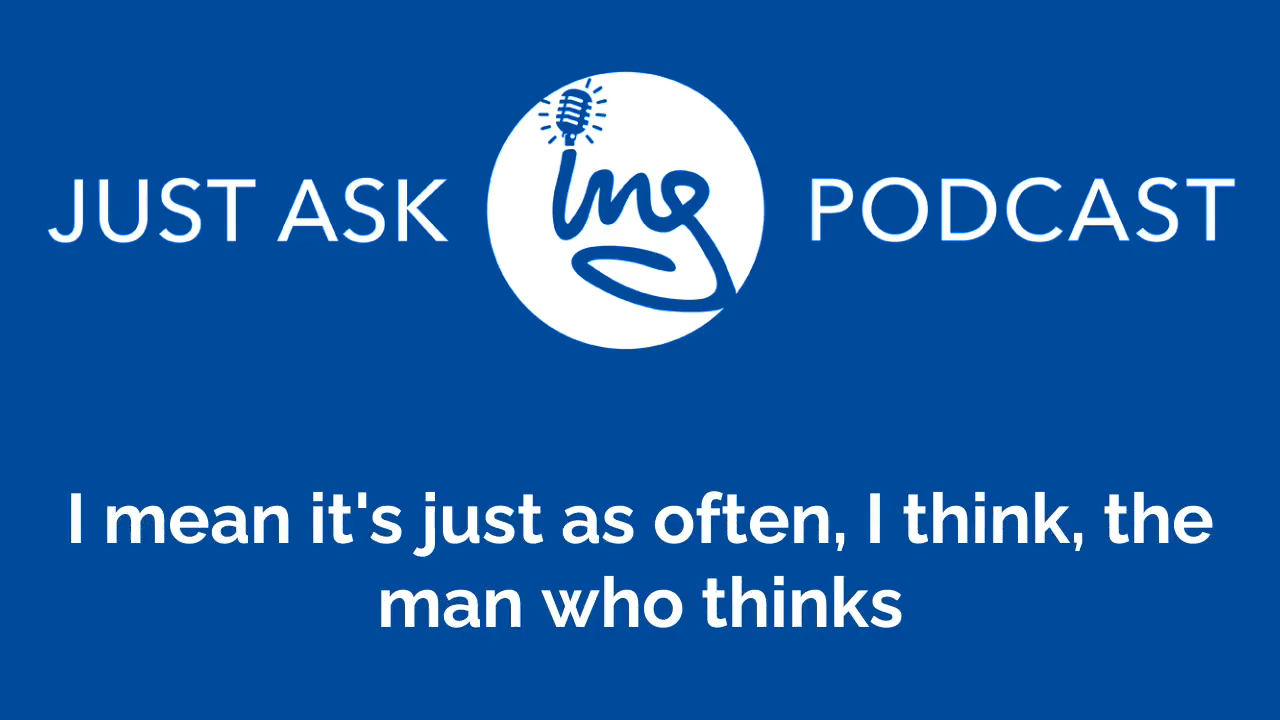 JUST ASK Ing PODCAST
I mean it's just as often, I think, the
man who thinks